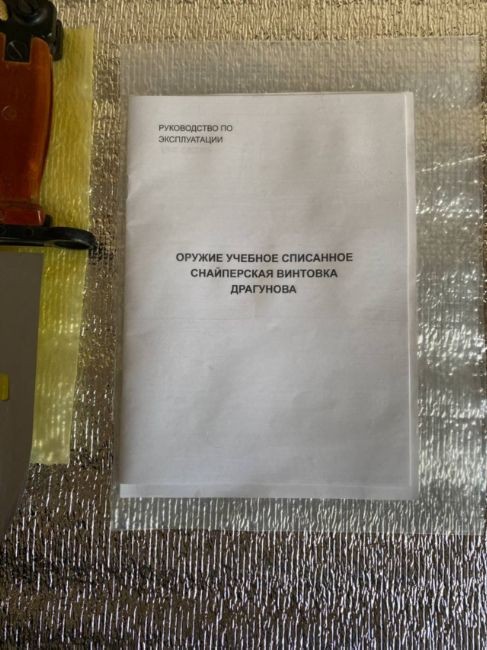 РУКОВОДСТВО ПО
ЭКСПЛУАТАЦИИ
ОРУЖИЕ УЧЕБНОЕ СПИСАННОЕ
СНАЙПЕРСКАЯ ВИНТОВКА
ДРАГУНОВА